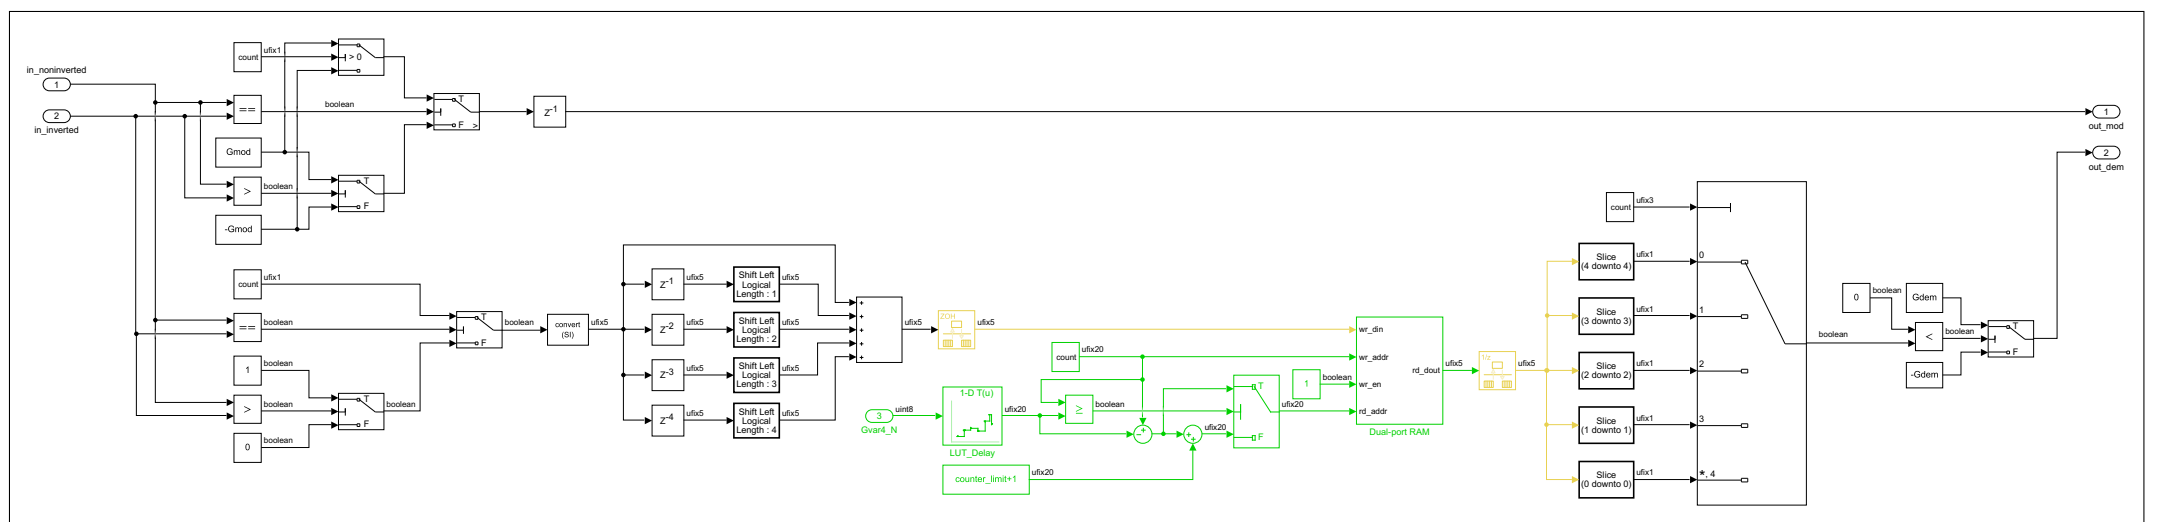 in_noninverted
1
2
in_inverted
count
ufix1
> 0
==
boolean
Gmod
>
boolean
-Gmod
T
F
T
F >
Z-1
1
out_mod
2
out_dem
count
ufix1
==
boolean
1
boolean
>
boolean
0
boolean
T
F
boolean
T
F
boolean
convert
(SI)
ufix5
Z-1
ufix5
Shift Left
Logical
Length : 1
ufix5
Z-2
ufix5
Shift Left
Logical
Length : 2
ufix5
Z-3
ufix5
Shift Left
Logical
Length : 3
ufix5
Z-4
ufix5
Shift Left
Logical
Length : 4
ufix5
+
+
+
+
+
ufix5
ZOH
ufix5
count
ufix20
3
Gvar4_N
uint8
1-D T(u)
LUT_Delay
ufix20
≥
boolean
−
+
+
+
ufix20
counter_limit+1
ufix20
T
F
ufix20
1
boolean
wr_din
wr_addr
wr_en
rd_addr
rd_dout
Dual-port RAM
ufix5
1/z
ufix5
count
ufix3
Slice
(4 downto 4)
ufix1
0
Slice
(3 downto 3)
ufix1
1
Slice
(2 downto 2)
ufix1
2
Slice
(1 downto 1)
ufix1
3
Slice
(0 downto 0)
ufix1
*, 4
boolean
0
boolean
Gdem
<
boolean
-Gdem
T
F